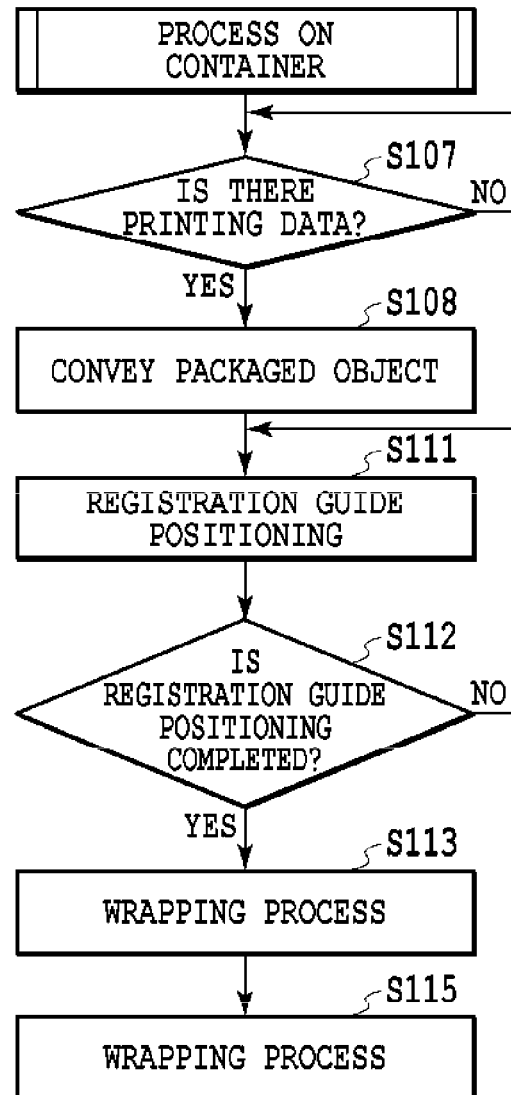 PROCESS ON
CONTAINER
S107
IS THERE
PRINTING DATA?
NO
YES
S108
CONVEY PACKAGED OBJECT
S111
REGISTRATION GUIDE
POSITIONING
S112
IS
REGISTRATION GUIDE
POSITIONING
COMPLETED?
NO
YES
S113
WRAPPING PROCESS
S115
WRAPPING PROCESS